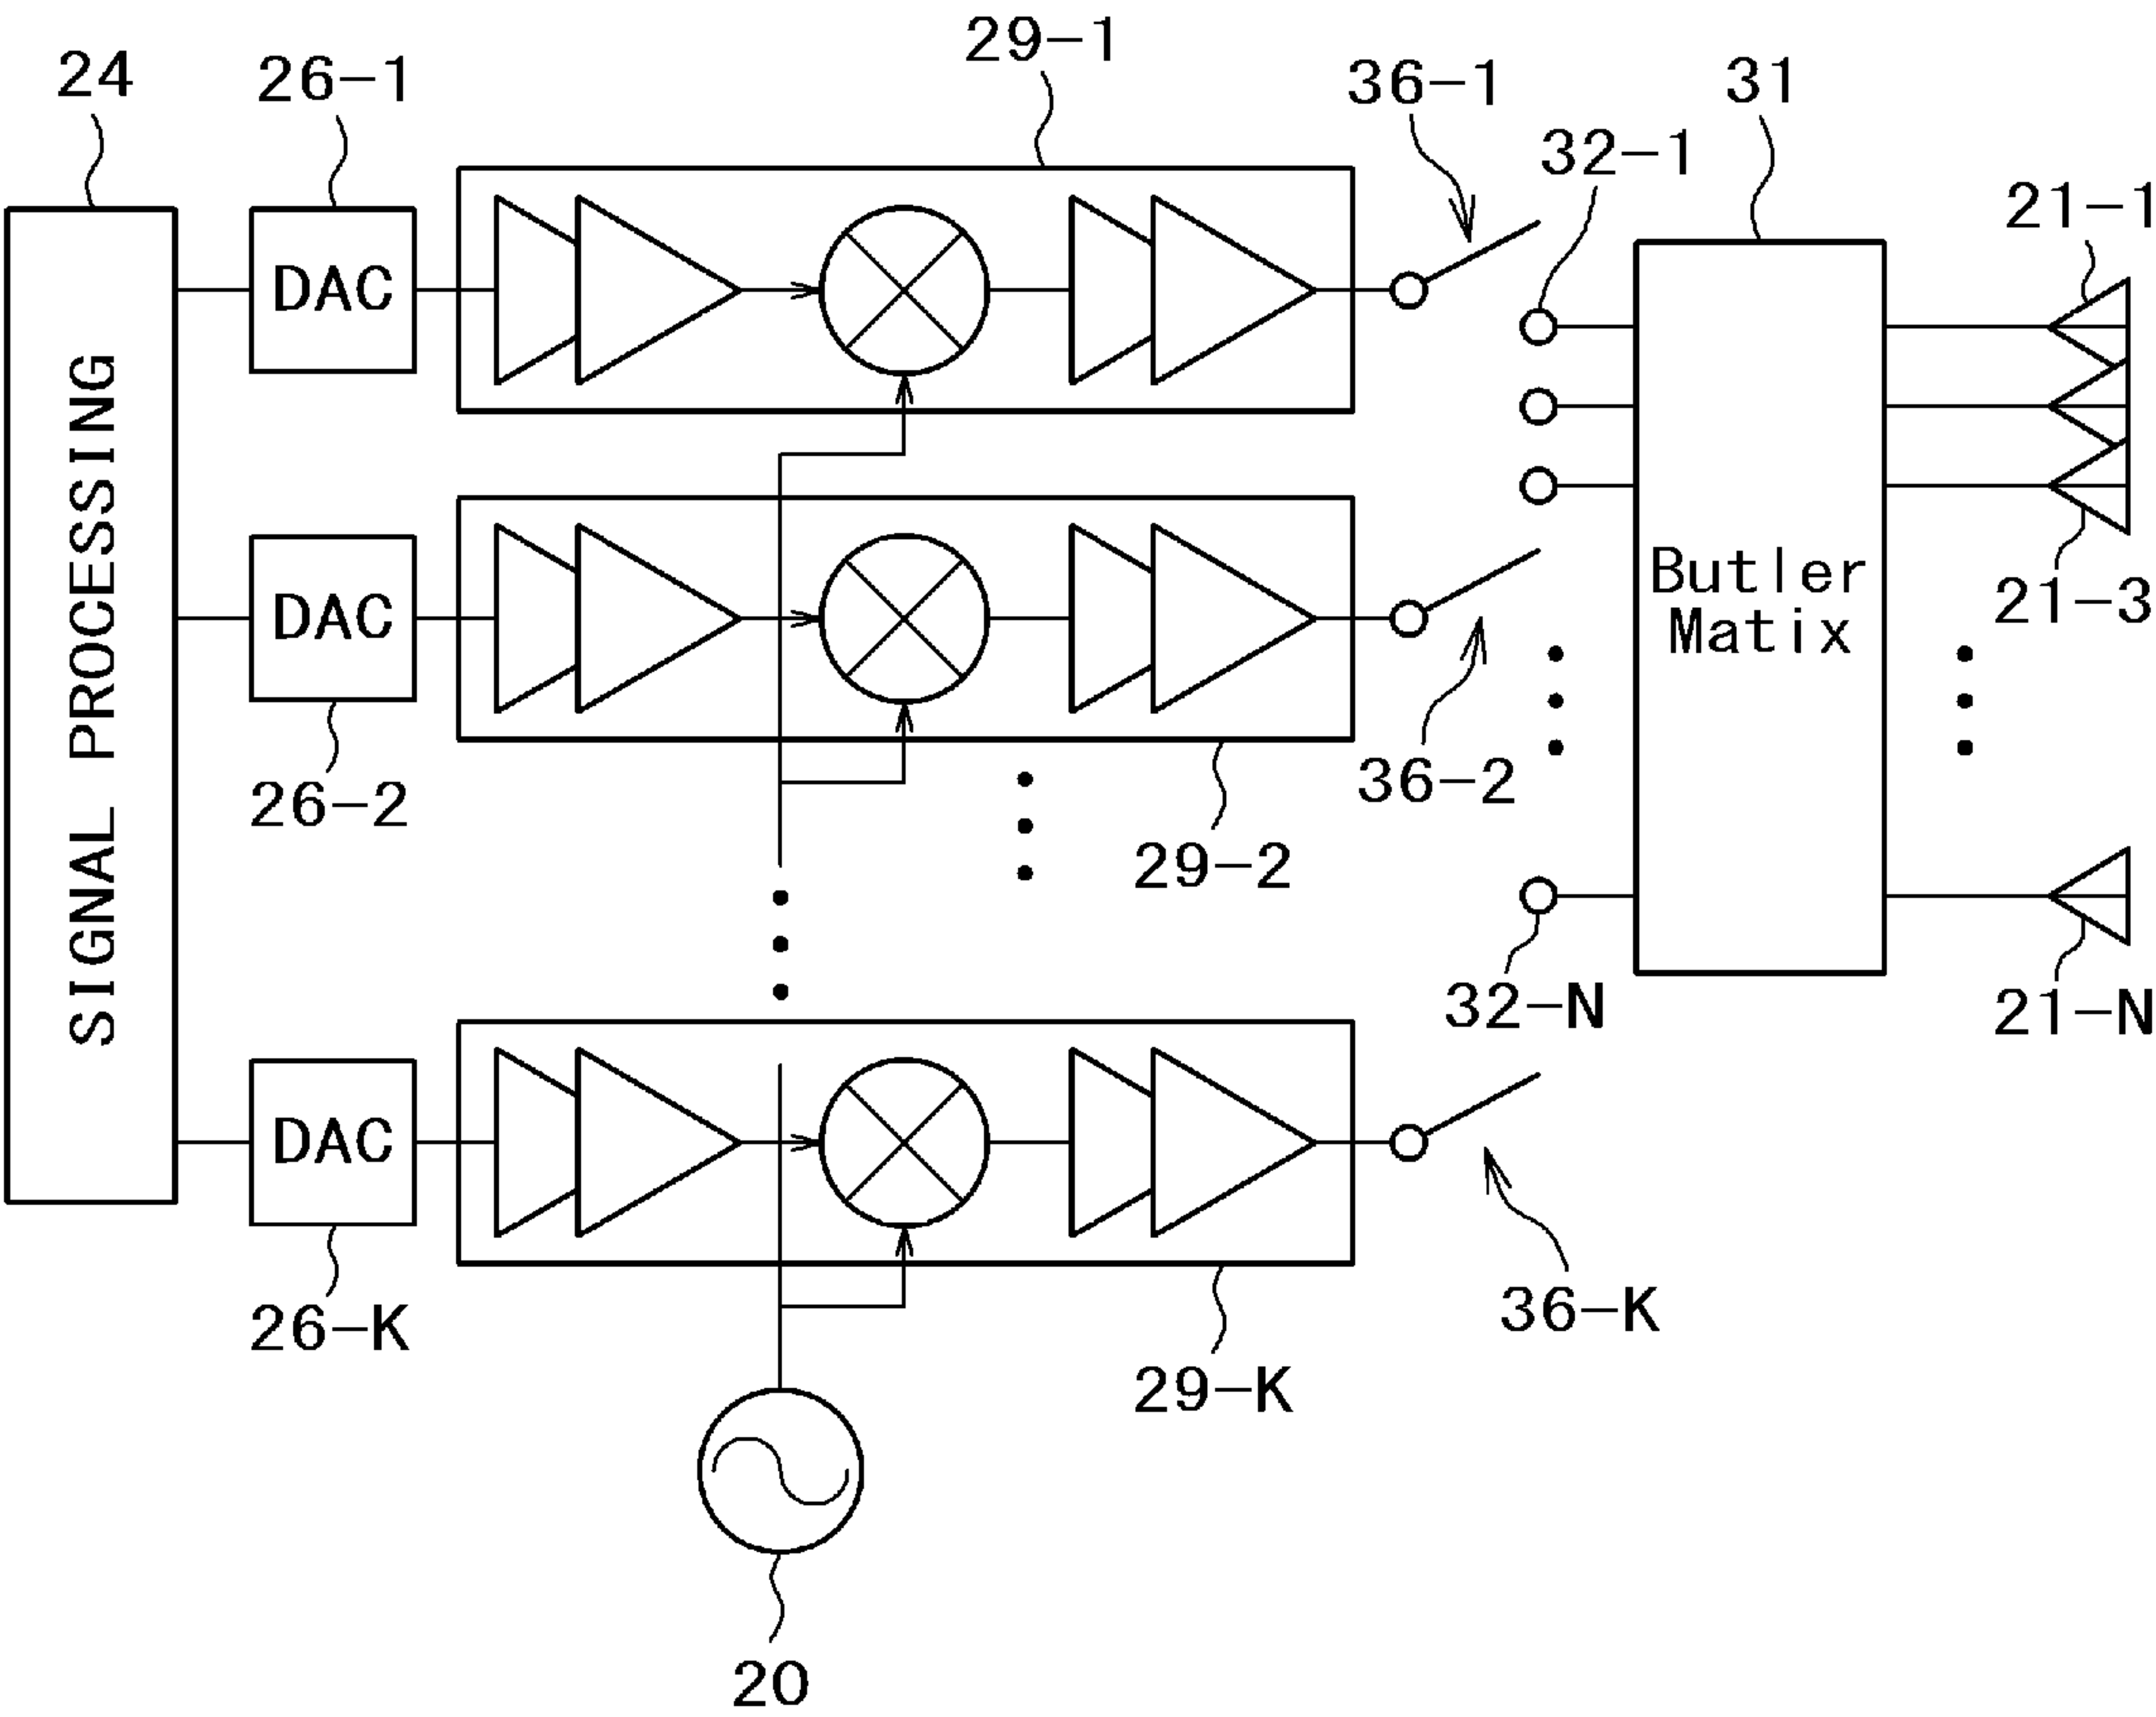 29-1
24
26-1
36-1
31
32-1
21-1
DAC
SIGNAL PROCESSING
Butler
Matix
21-3
DAC
36-2
26-2
29-2
32-N
21-N
DAC
36-K
26-K
29-K
20